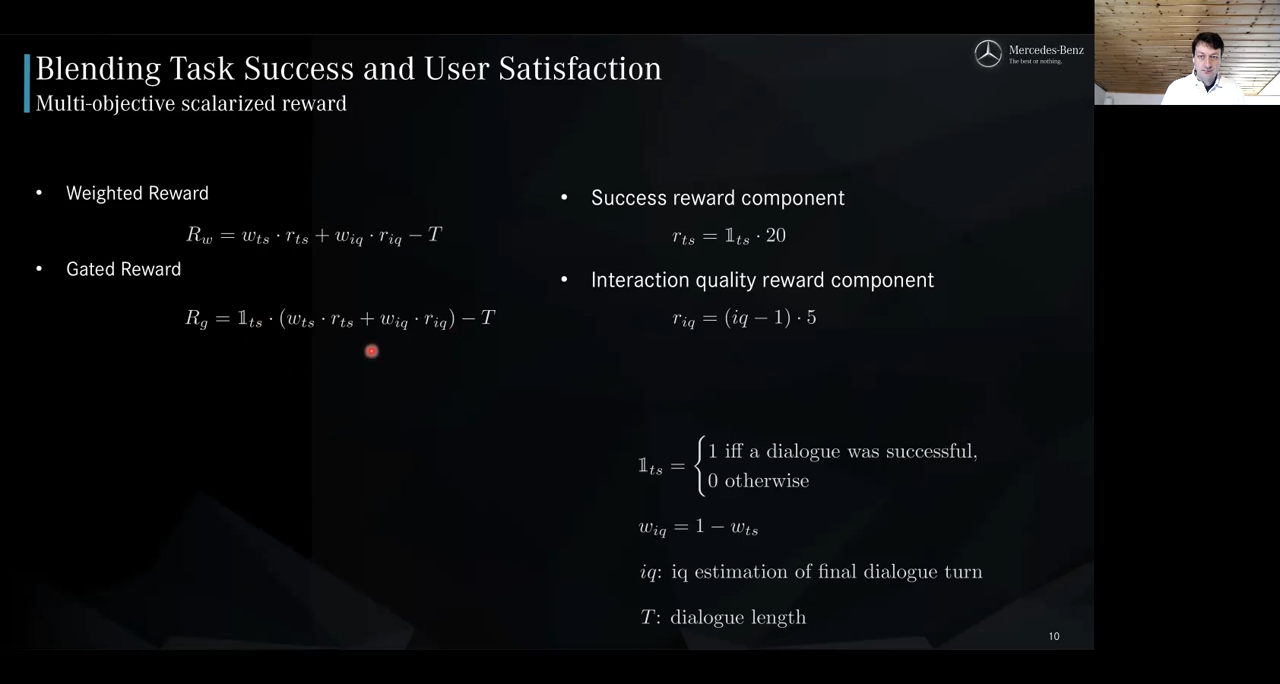 Blending Task Success and User Satisfaction
Multi-objective scalarized reward
Mercedes-Benz
The best or nothing.
• Weighted Reward
R_w = w_ts · r_ts + w_iq · r_iq − T
• Gated Reward
R_g = 𝟙_ts · (w_ts · r_ts + w_iq · r_iq) − T
• Success reward component
r_ts = 𝟙_ts · 20
• Interaction quality reward component
r_iq = (iq − 1) · 5
𝟙_ts = { 1 iff a dialogue was successful,
0 otherwise
w_iq = 1 − w_ts
iq: iq estimation of final dialogue turn
T: dialogue length
10